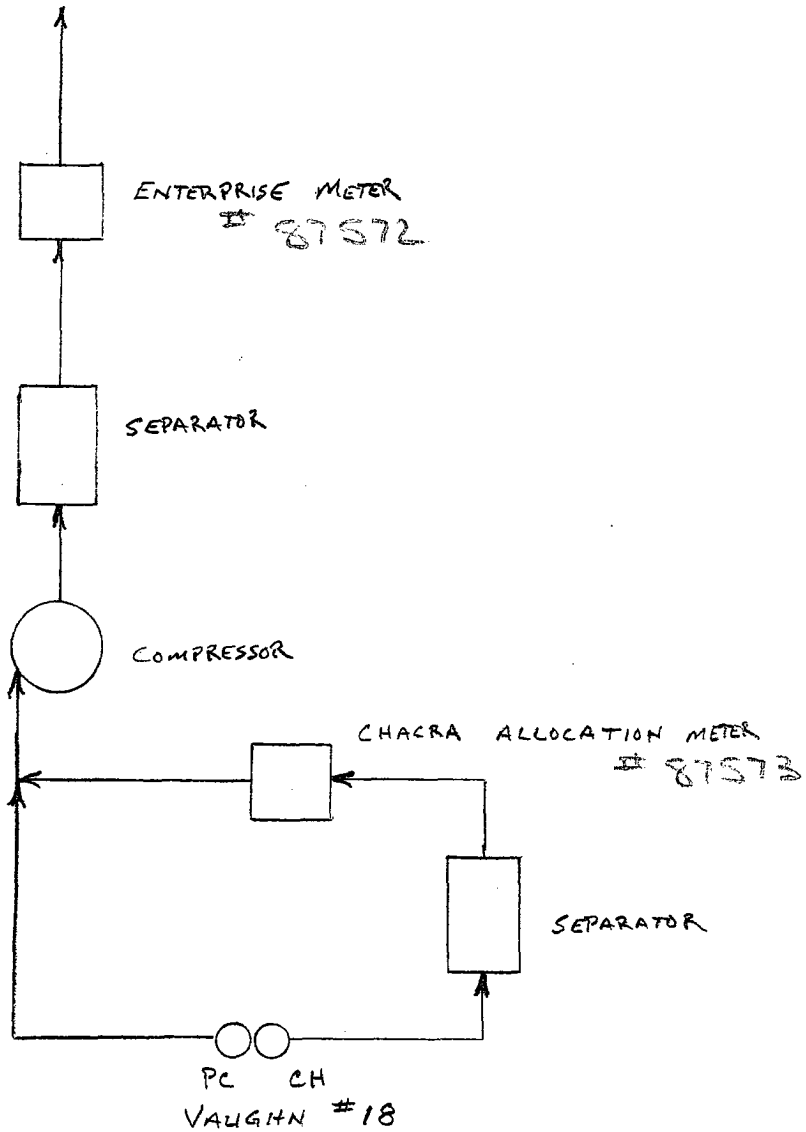 ENTERPRISE METER
# 87572
SEPARATOR
COMPRESSOR
CHACRA ALLOCATION METER
# 87573
SEPARATOR
PC CH
VAUGHN #18